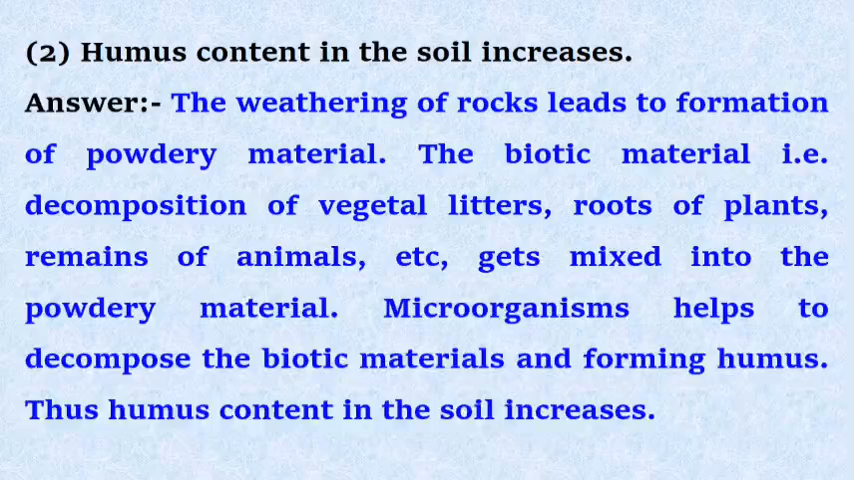 (2) Humus content in the soil increases.
Answer:- The weathering of rocks leads to formation
of powdery material. The biotic material i.e.
decomposition of vegetal litters, roots of plants,
remains of animals, etc, gets mixed into the
powdery material. Microorganisms helps to
decompose the biotic materials and forming humus.
Thus humus content in the soil increases.